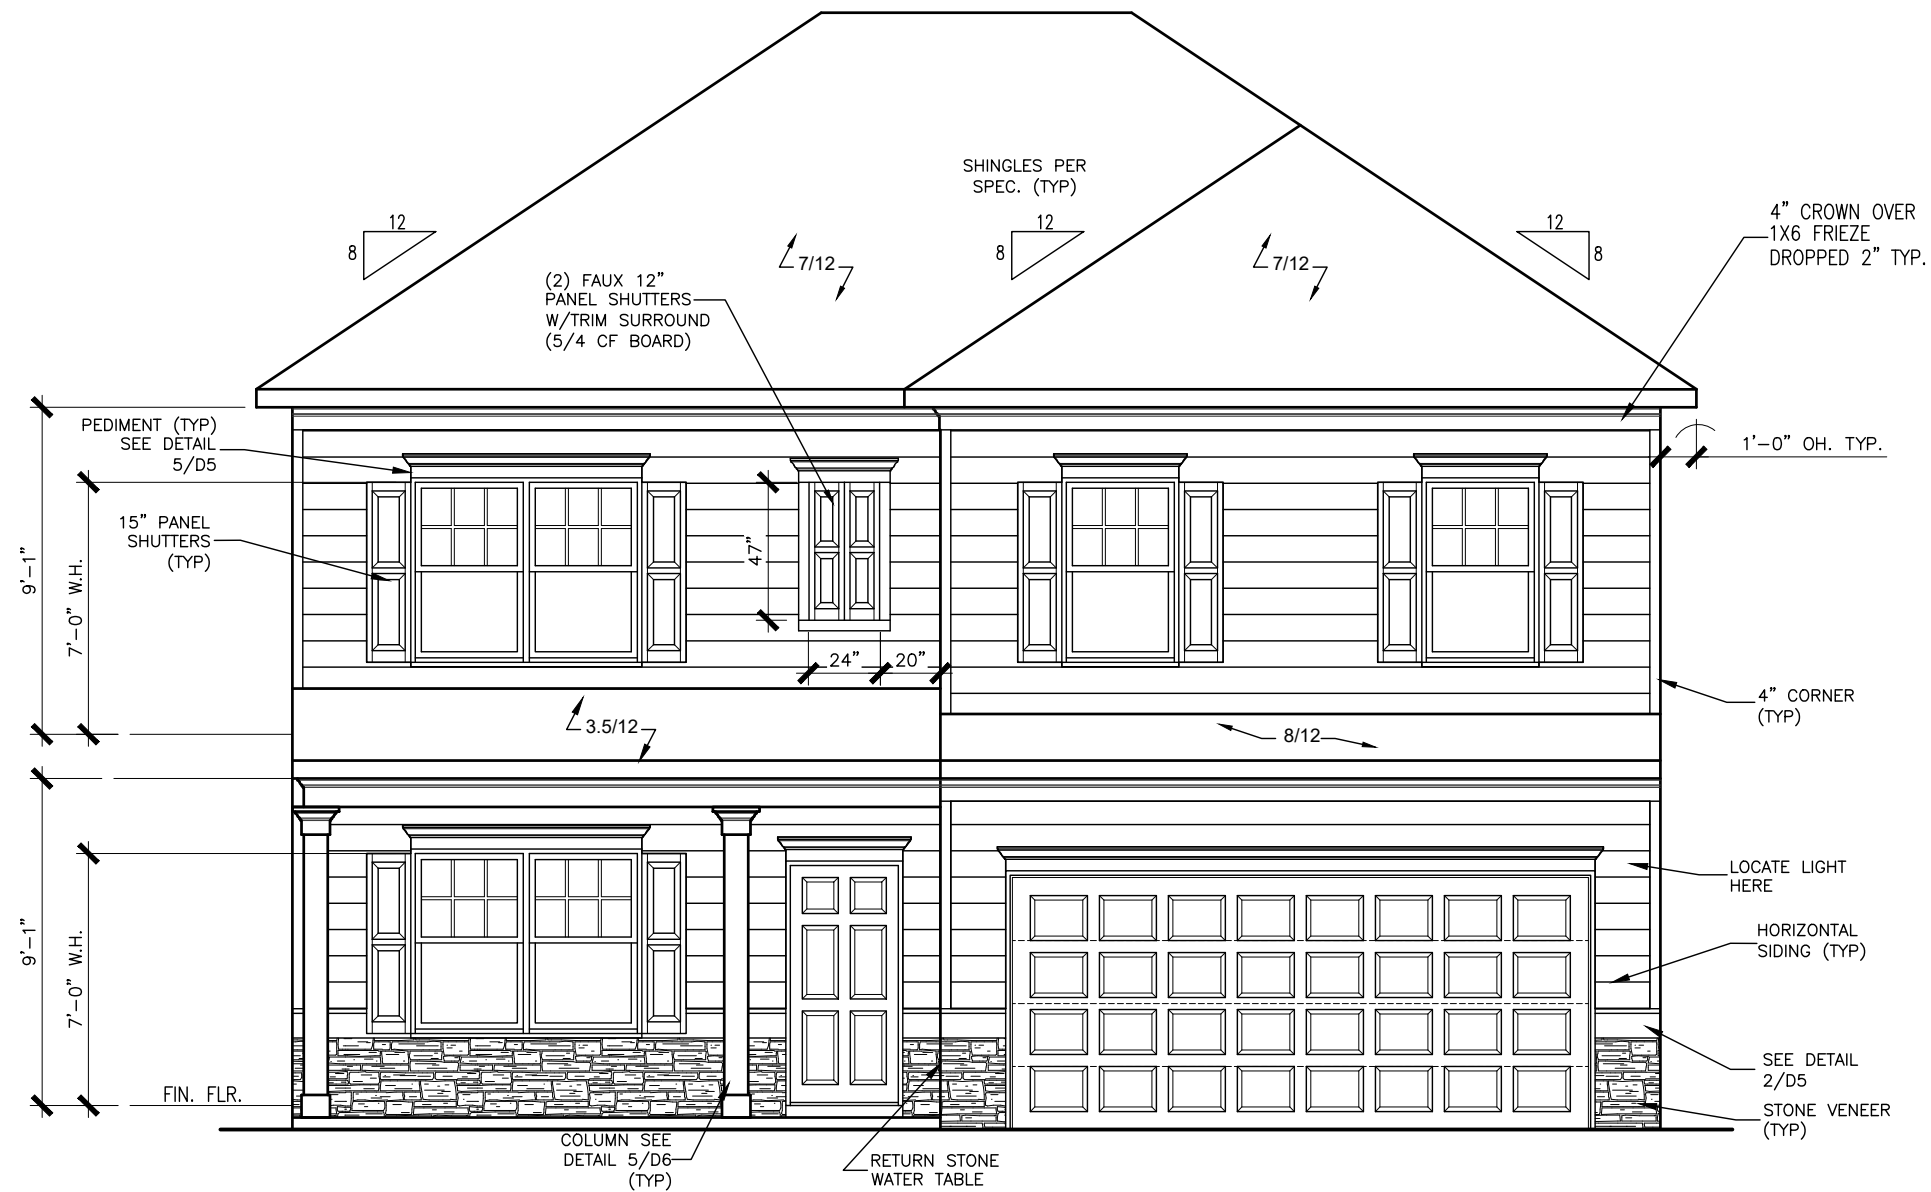 SHINGLES PER
SPEC. (TYP)
12
8
12
8
12
8
7/12
7/12
4” CROWN OVER
1X6 FRIEZE
DROPPED 2” TYP.
(2) FAUX 12”
PANEL SHUTTERS
W/TRIM SURROUND
(5/4 CF BOARD)
PEDIMENT (TYP)
SEE DETAIL
5/D5
1’-0” OH. TYP.
15” PANEL
SHUTTERS
(TYP)
9’-1”
7’-0” W.H.
47”
24”
20”
4” CORNER
(TYP)
3.5/12
8/12
9’-1”
7’-0” W.H.
LOCATE LIGHT
HERE
HORIZONTAL
SIDING (TYP)
SEE DETAIL
2/D5
STONE VENEER
(TYP)
FIN. FLR.
COLUMN SEE
DETAIL 5/D6
(TYP)
RETURN STONE
WATER TABLE